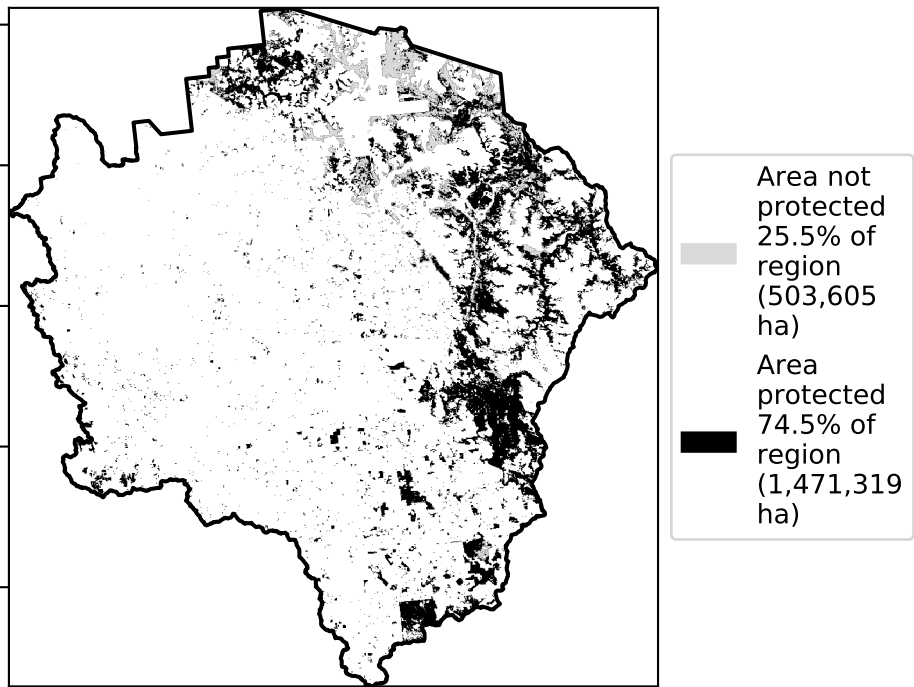 Area not
protected
25.5% of
region
(503,605
ha)
Area
protected
74.5% of
region
(1,471,319
ha)